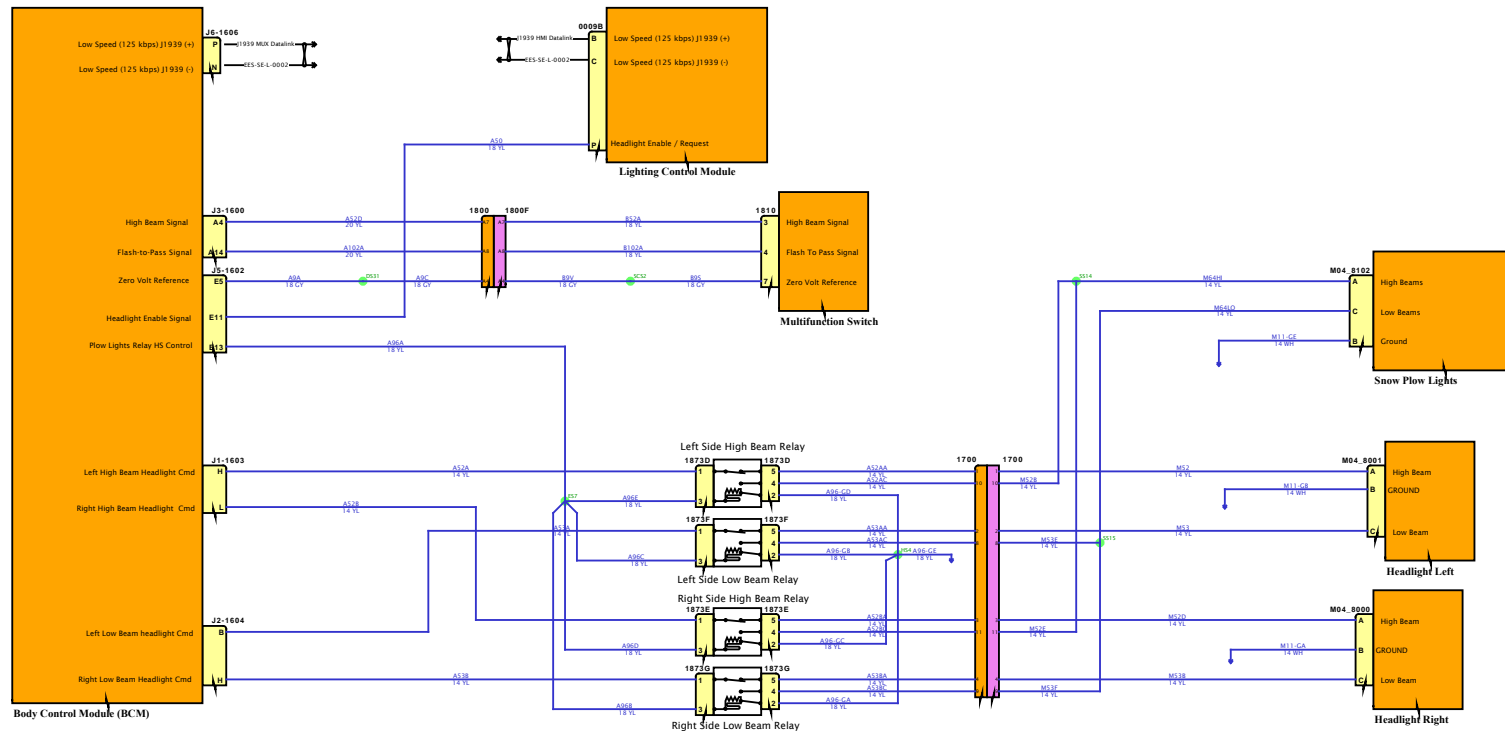 J6-1606
Low Speed (125 kbps) J1939 (+)
P
J1939 MUX Datalink
Low Speed (125 kbps) J1939 (-)
N
EES-SE-L-0002
0009B
J1939 HMI Datalink
B
Low Speed (125 kbps) J1939 (+)
EES-SE-L-0002
C
Low Speed (125 kbps) J1939 (-)
A50
18 YL
P
Headlight Enable / Request
Lighting Control Module
J3-1600
High Beam Signal
A4
A52D
20 YL
1800
1800F
A7
A7
B52A
18 YL
1810
3
High Beam Signal
Flash-to-Pass Signal
A14
A102A
20 YL
A8
A8
B102A
18 YL
4
Flash To Pass Signal
J5-1602
Zero Volt Reference
E5
A9A
18 GY
DS31
A9C
18 GY
B9V
18 GY
SCS2
B9S
18 GY
7
Zero Volt Reference
Multifunction Switch
Headlight Enable Signal
E11
Plow Lights Relay HS Control
B13
A96A
18 YL
SS14
M64HI
14 YL
M04_8102
A
High Beams
M64LO
14 YL
C
Low Beams
M11-GE
14 WH
B
Ground
Snow Plow Lights
Left Side High Beam Relay
J1-1603
Left High Beam Headlight Cmd
H
A52A
14 YL
1873D
1873D
1
5
A52AA
14 YL
4
A52AC
14 YL
ES7
A96E
18 YL
3
2
A96-GD
18 YL
1700
1700
1
10
10
M52B
14 YL
M52
14 YL
M04_8001
A
High Beam
M11-GB
14 WH
B
GROUND
Right High Beam Headlight  Cmd
L
A52B
14 YL
1873F
1873F
A53A
14 YL
1
5
A53AA
14 YL
4
A53AC
14 YL
A96C
18 YL
3
2
A96-GB
18 YL
HS4
A96-GE
18 YL
2
2
M53
14 YL
C
Low Beam
M53E
14 YL
SS15
Headlight Left
Left Side Low Beam Relay
Right Side High Beam Relay
1873E
1873E
1
5
14 YL
4
14 YL
A96D
18 YL
3
2
A96-GC
18 YL
11
11
M52E
14 YL
M52D
14 YL
M04_8000
A
High Beam
M11-GA
14 WH
B
GROUND
J2-1604
Left Low Beam headlight Cmd
B
Right Low Beam Headlight Cmd
H
A53B
14 YL
1873G
1873G
1
5
A53BA
14 YL
4
A53BC
14 YL
A96B
18 YL
3
2
A96-GA
18 YL
M53F
14 YL
M53B
14 YL
C
Low Beam
Right Side Low Beam Relay
Headlight Right
Body Control Module (BCM)